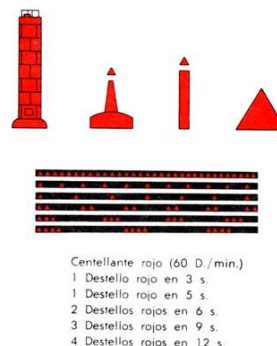 Centellante rojo (60 D./min.)
1 Destello rojo en 3 s.
1 Destello rojo en 5 s.
2 Destellos rojos en 6 s.
3 Destellos rojos en 9 s.
4 Destellos rojos en 12 s.